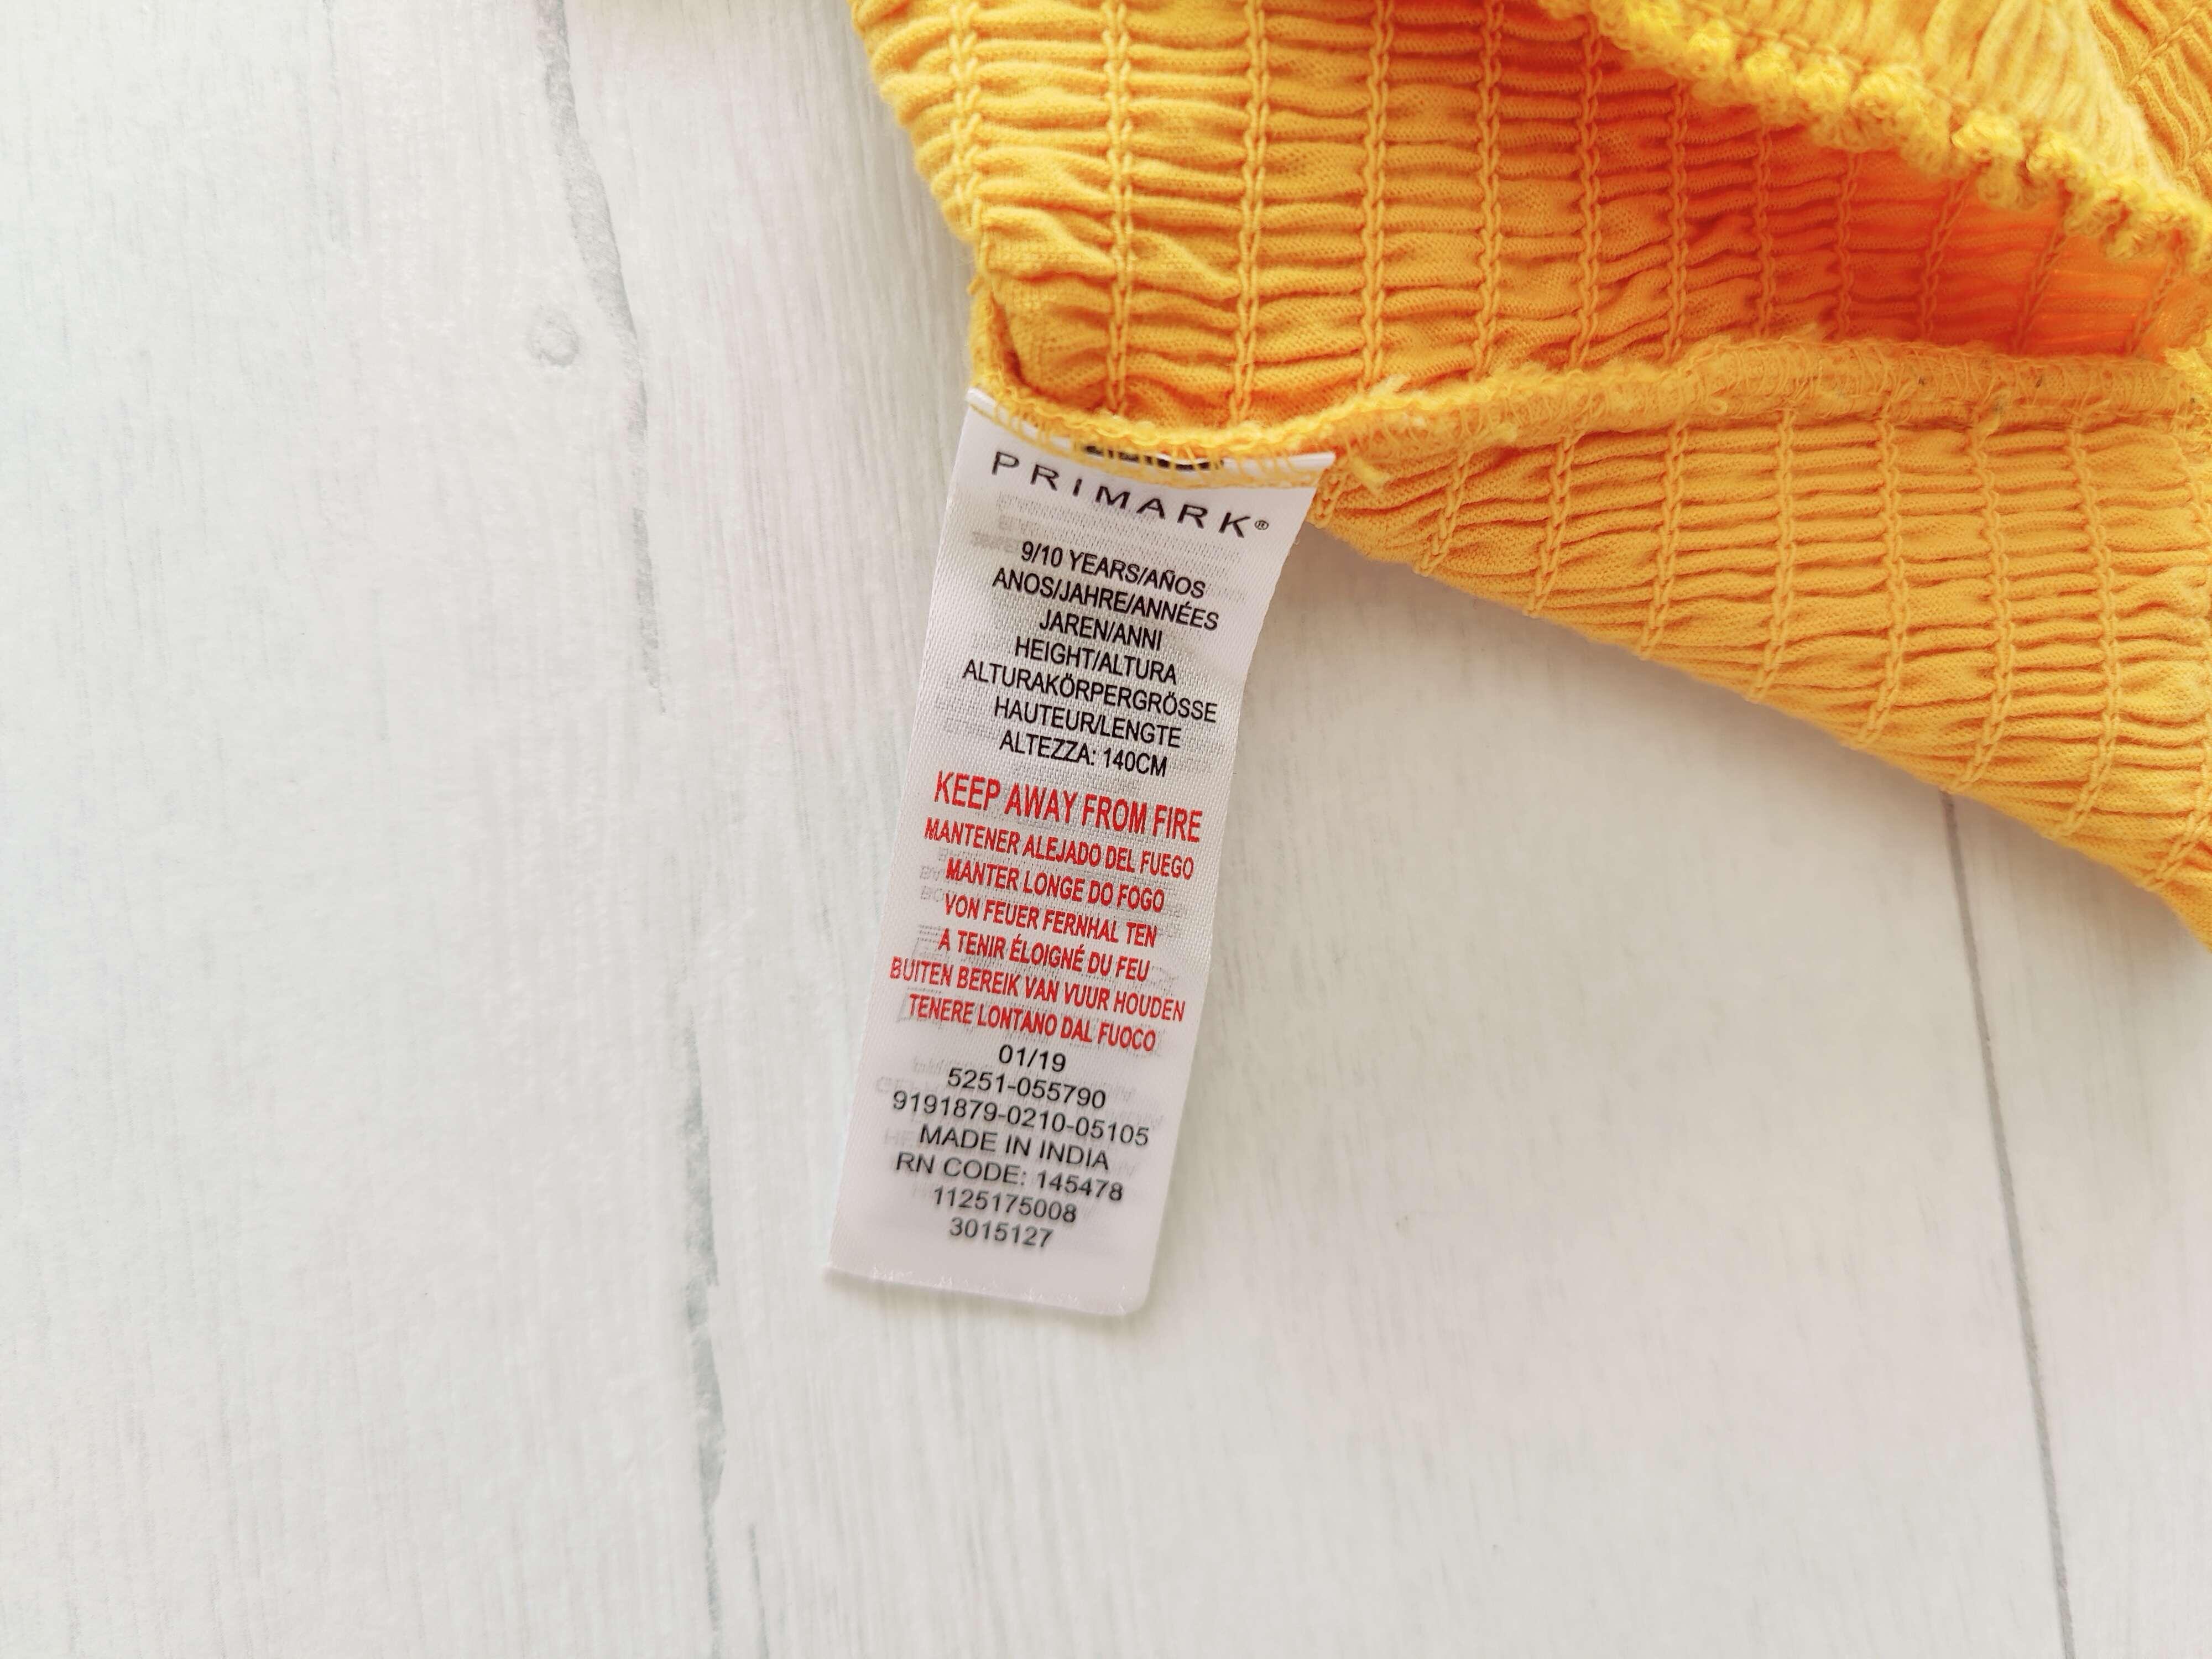 PRIMARK®
9/10 YEARS/AÑOS
ANOS/JAHRE/ANNÉES
JAREN/ANNI
HEIGHT/ALTURA
ALTURAKÖRPERGRÖSSE
HAUTEUR/LENGTE
ALTEZZA: 140CM
KEEP AWAY FROM FIRE
MANTENER ALEJADO DEL FUEGO
MANTER LONGE DO FOGO
VON FEUER FERNHAL TEN
A TENIR ÉLOIGNÉ DU FEU
BUITEN BEREIK VAN VUUR HOUDEN
TENERE LONTANO DAL FUOCO
01/19
5251-055790
9191879-0210-05105
MADE IN INDIA
RN CODE: 145478
1125175008
3015127